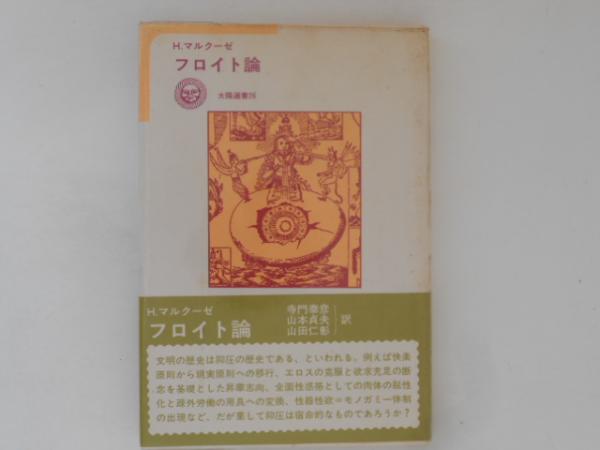 H.マルクーゼ
フロイト論
太陽選書26
H.マルクーゼ
フロイト論
寺門泰彦
山本貞夫
山田仁彰
訳
文明の歴史は抑圧の歴史である、といわれる。例えば快楽
原則から現実原則への移行、エロスの克服と欲求充足の断
念を基礎とした昇華志向、全面性感帯としての肉体の脱性
化と疎外労働の用具への変換、性器性欲=モノガミー体制
の出現など、だが果して抑圧は宿命的なものであろうか?